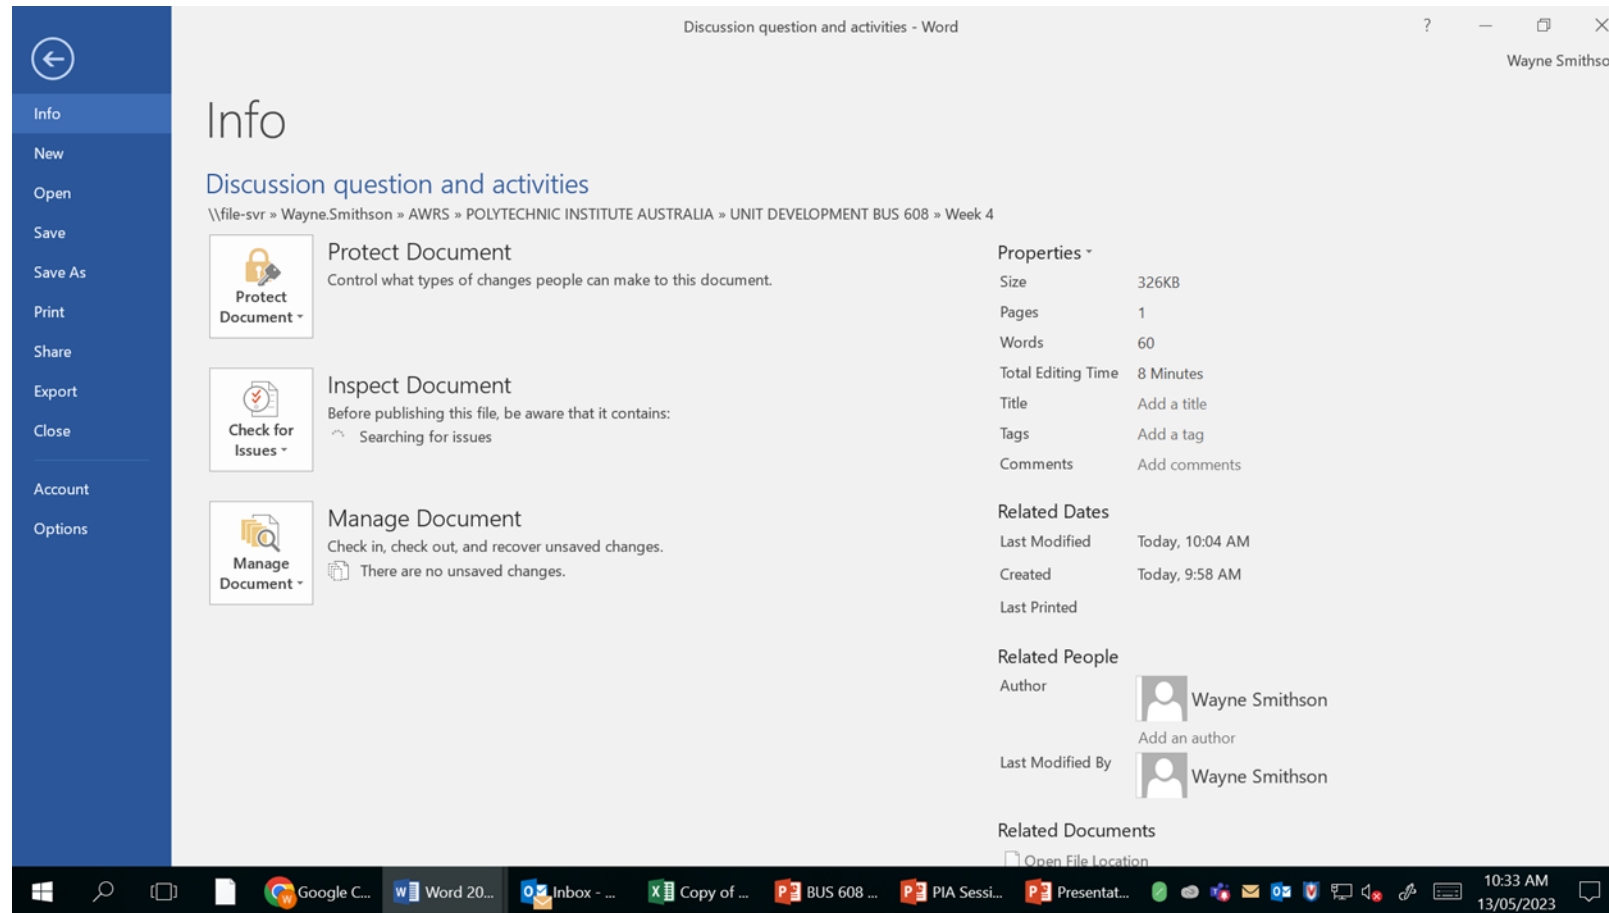 Discussion question and activities - Word
?
Wayne Smithso
Info
New
Open
Save
Save As
Print
Share
Export
Close
Account
Options
Info
Discussion question and activities
\\file-svr » Wayne.Smithson » AWRS » POLYTECHNIC INSTITUTE AUSTRALIA » UNIT DEVELOPMENT BUS 608 » Week 4
Protect
Document
Protect Document
Control what types of changes people can make to this document.
Check for
Issues
Inspect Document
Before publishing this file, be aware that it contains:
Searching for issues
Manage
Document
Manage Document
Check in, check out, and recover unsaved changes.
There are no unsaved changes.
Properties
Size 326KB
Pages 1
Words 60
Total Editing Time 8 Minutes
Title Add a title
Tags Add a tag
Comments Add comments
Related Dates
Last Modified Today, 10:04 AM
Created Today, 9:58 AM
Last Printed
Related People
Author Wayne Smithson
Add an author
Last Modified By Wayne Smithson
Related Documents
Open File Location
Google C... Word 20... Inbox - ... Copy of ... BUS 608 ... PIA Sessi... Presentat... 10:33 AM
13/05/2023